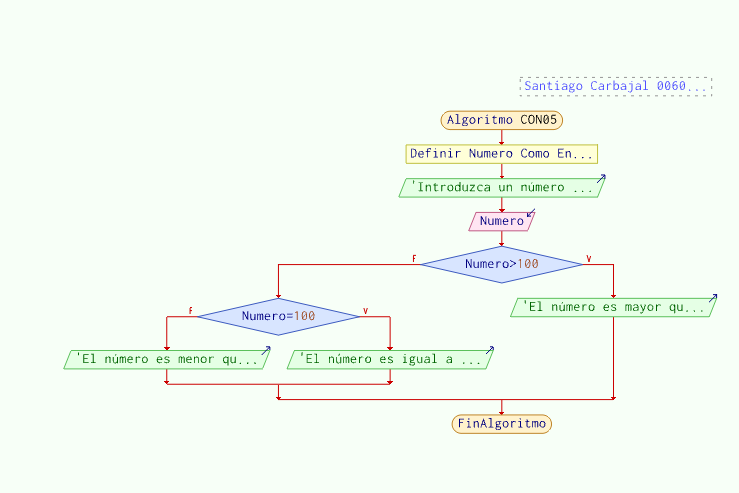 Santiago Carbajal 0060...
Algoritmo CON05
Definir Numero Como En...
'Introduzca un número ...
Numero
F
Numero>100
V
'El número es mayor qu...
F
Numero=100
V
'El número es menor qu...
'El número es igual a ...
FinAlgoritmo